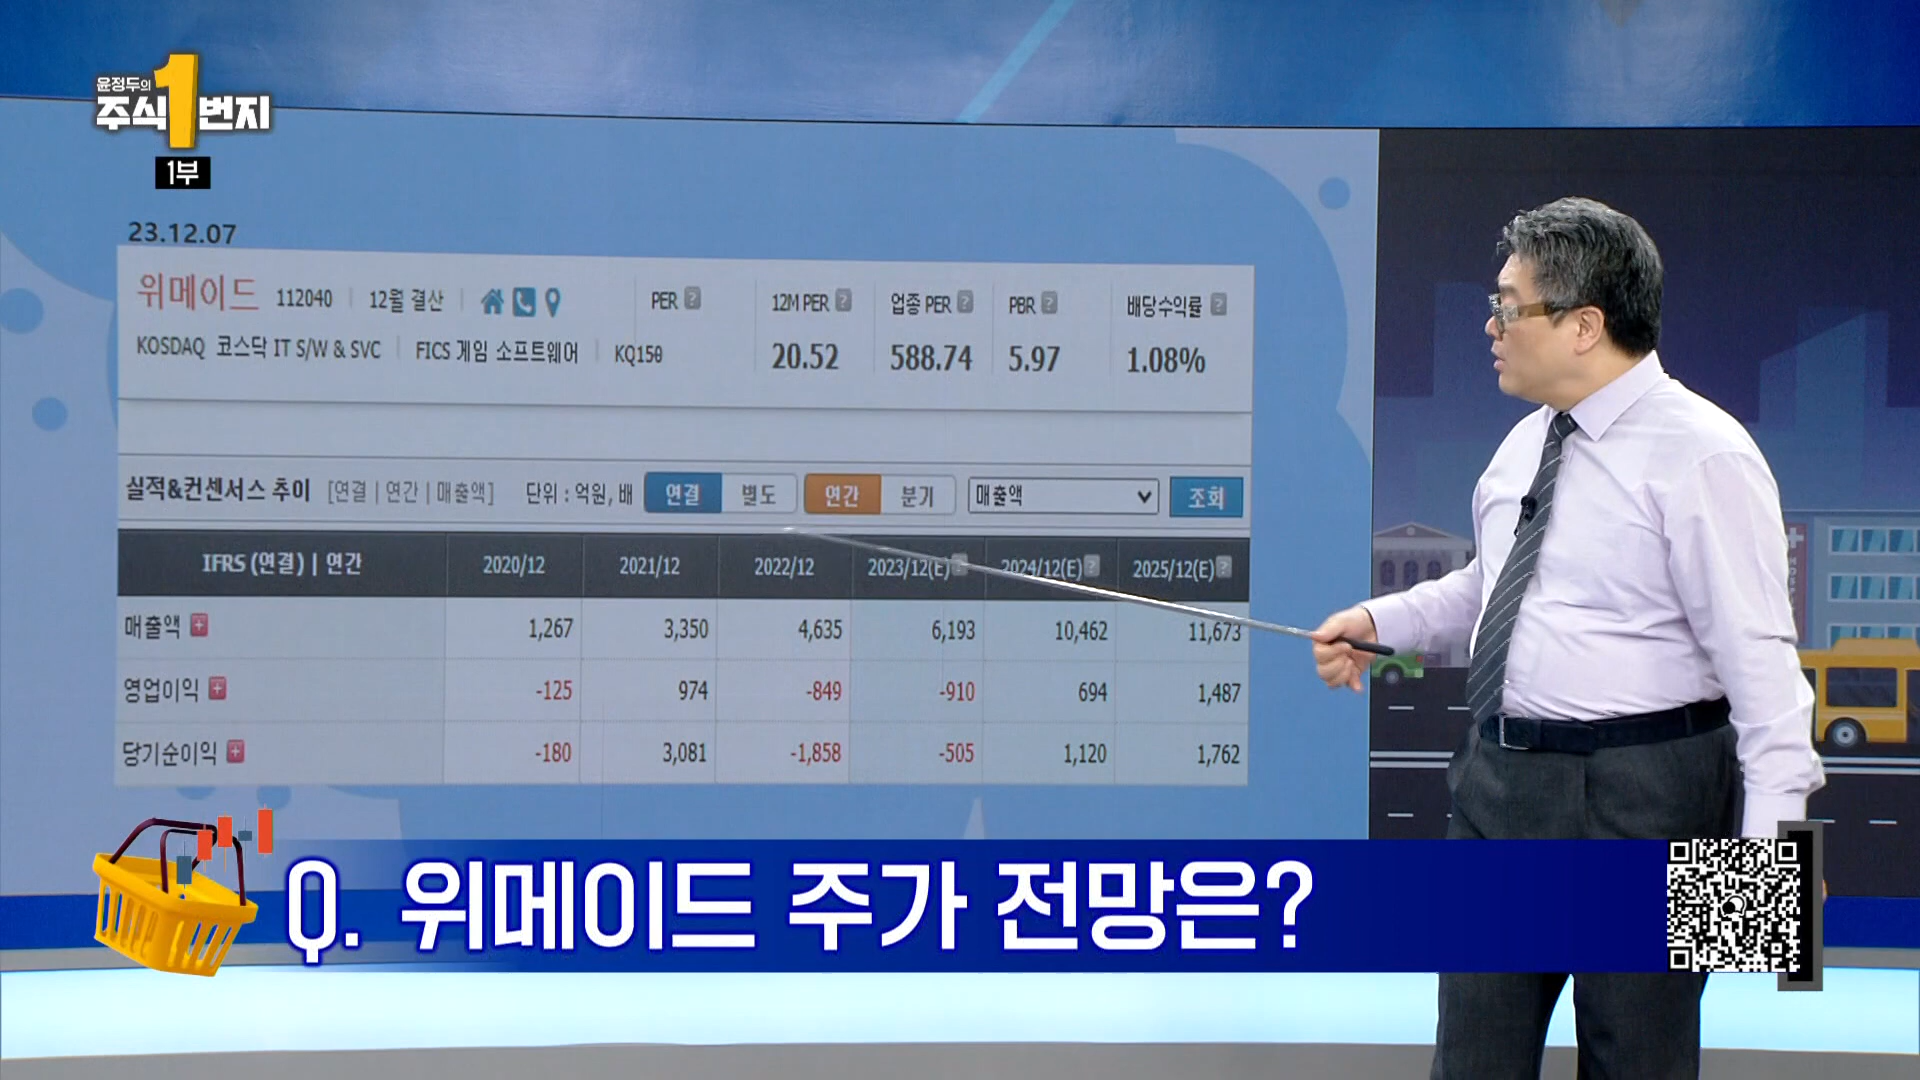 윤정두의
주식1번지
1부
23.12.07
위메이드 112040 12월 결산
KOSDAQ 코스닥 IT S/W & SVC FICS 게임 소프트웨어 KQ150
PER ? 12M PER ? 업종 PER ? PBR ? 배당수익률 ?
20.52 588.74 5.97 1.08%
실적&컨센서스 추이 [연결 | 연간 | 매출액] 단위 : 억원, 배 연결 별도 연간 분기 매출액 조회
IFRS (연결) | 연간 2020/12 2021/12 2022/12 2023/12(E) ? 2024/12(E) ? 2025/12(E) ?
매출액 + 1,267 3,350 4,635 6,193 10,462 11,673
영업이익 + -125 974 -849 -910 694 1,487
당기순이익 + -180 3,081 -1,858 -505 1,120 1,762
Q. 위메이드 주가 전망은?